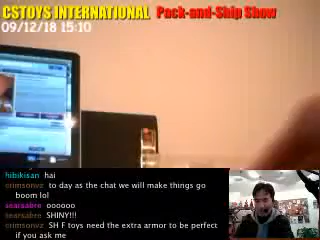 CSTOYS INTERNATIONAL Pack-and-Ship Show
09/12/18 15:10
hibikisan hai
crimsonvz to day as the chat we will make things go
boom lol
searsabre oooooo
searsabre SHINY!!!
crimsonvz SH F toys need the extra armor to be perfect
if you ask me